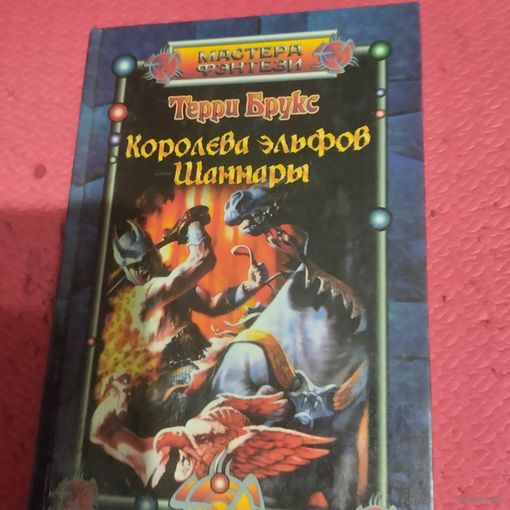 МАСТЕРА
ФЭНТЕЗИ
Терри Брукс
Королева эльфов
Шаннары